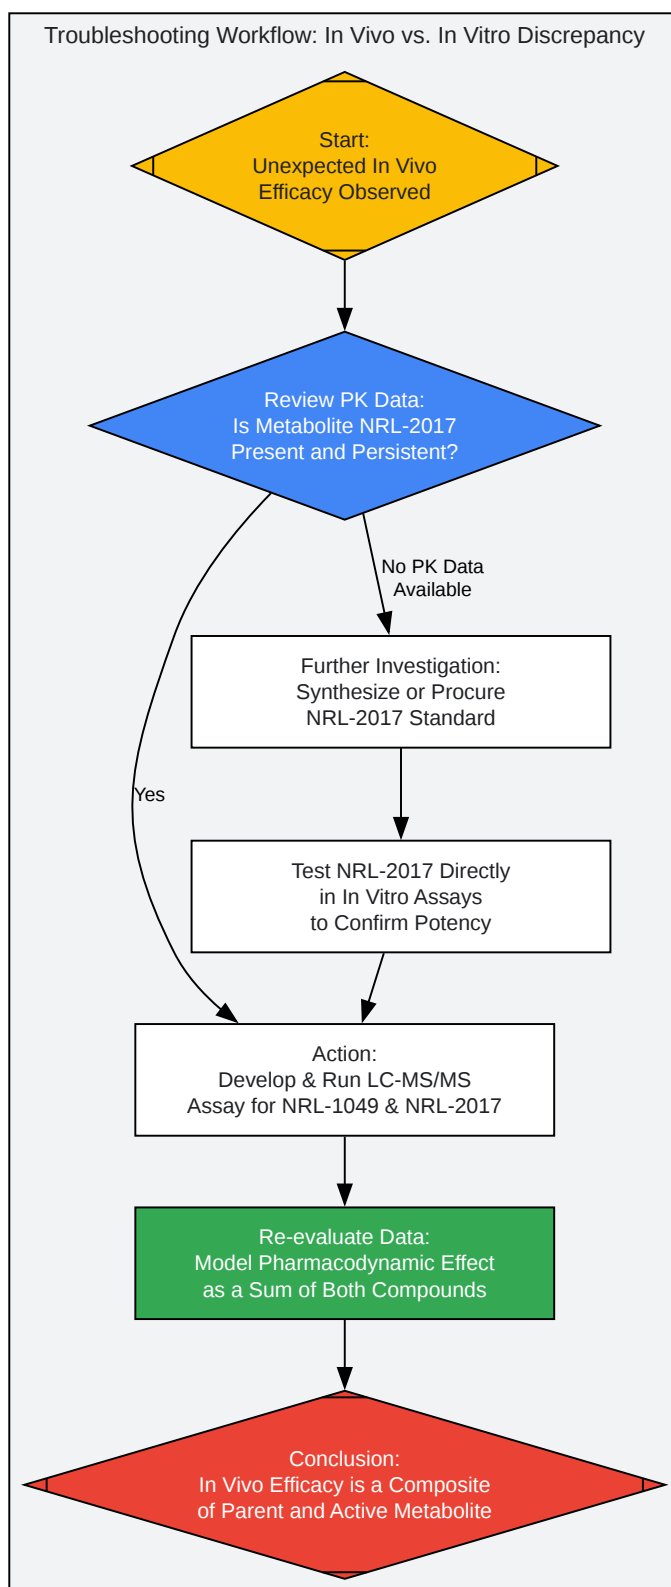 Troubleshooting Workflow: In Vivo vs. In Vitro Discrepancy
Start:
Unexpected In Vivo
Efficacy Observed
Review PK Data:
Is Metabolite NRL-2017
Present and Persistent?
No PK Data
Available
Further Investigation:
Synthesize or Procure
NRL-2017 Standard
Yes
Test NRL-2017 Directly
in In Vitro Assays
to Confirm Potency
Action:
Develop & Run LC-MS/MS
Assay for NRL-1049 & NRL-2017
Re-evaluate Data:
Model Pharmacodynamic Effect
as a Sum of Both Compounds
Conclusion:
In Vivo Efficacy is a Composite
of Parent and Active Metabolite